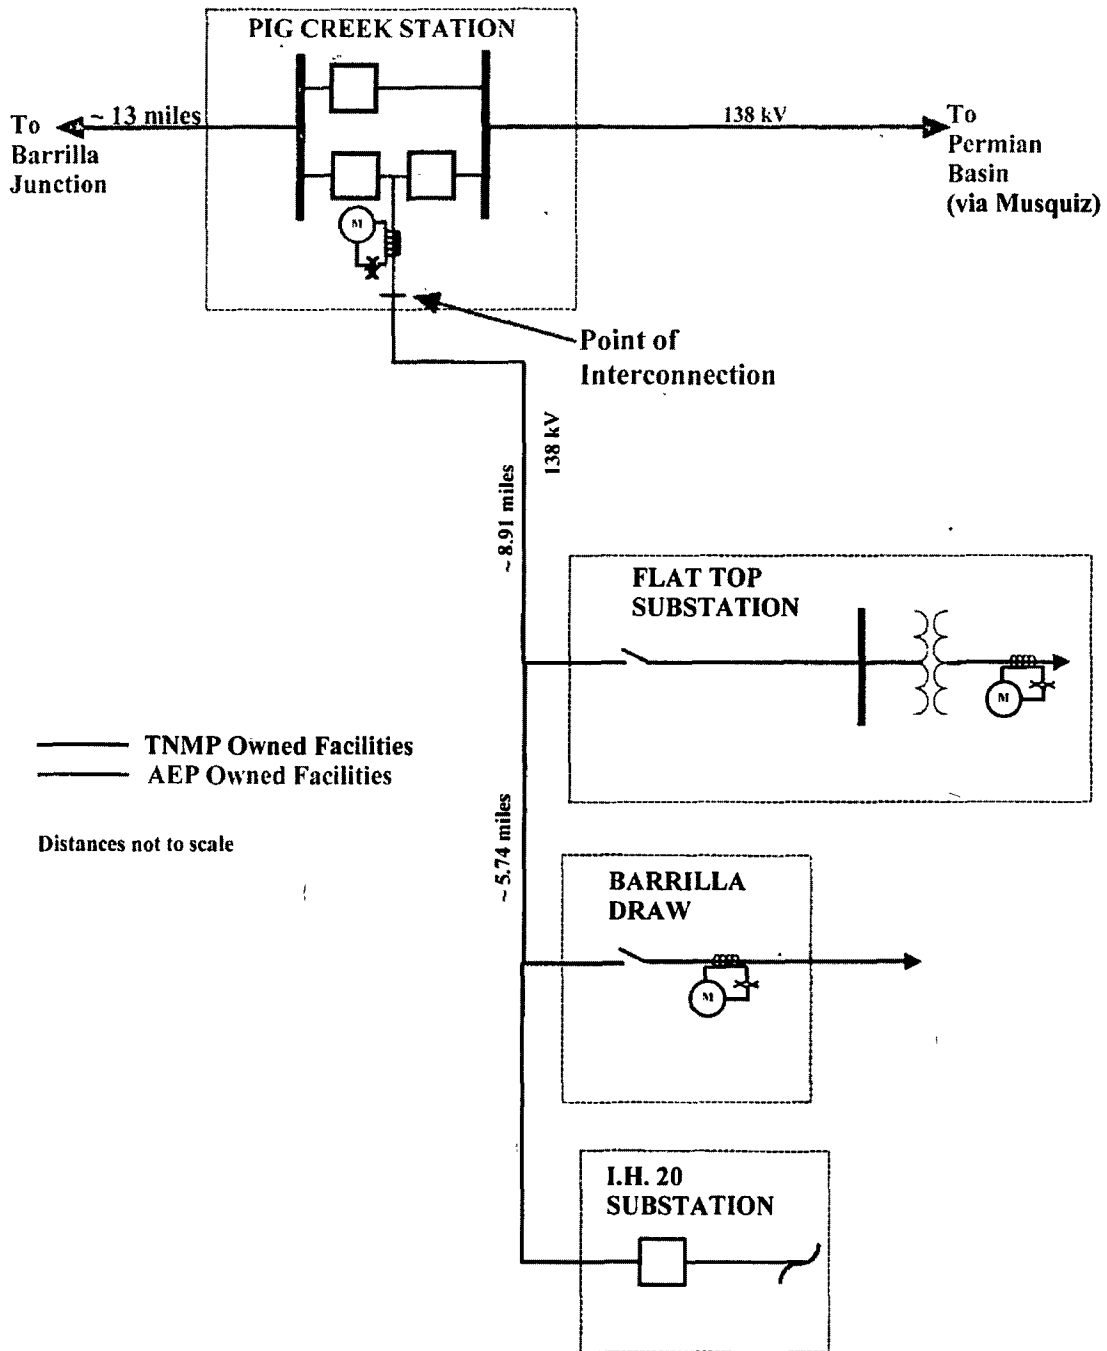 PIG CREEK STATION
To
Barrilla
Junction
~ 13 miles
138 kV
To
Permian
Basin
(via Musquiz)
M
Point of
Interconnection
138 kV
~ 8.91 miles
FLAT TOP
SUBSTATION
M
TNMP Owned Facilities
AEP Owned Facilities
Distances not to scale
~ 5.74 miles
BARRILLA
DRAW
M
I.H. 20
SUBSTATION